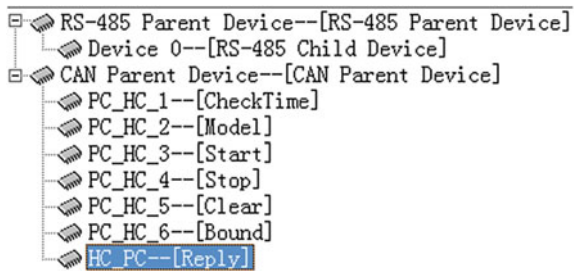 RS-485 Parent Device--[RS-485 Parent Device]
Device 0--[RS-485 Child Device]
CAN Parent Device--[CAN Parent Device]
PC_HC_1--[CheckTime]
PC_HC_2--[Model]
PC_HC_3--[Start]
PC_HC_4--[Stop]
PC_HC_5--[Clear]
PC_HC_6--[Bound]
HC_PC--[Reply]